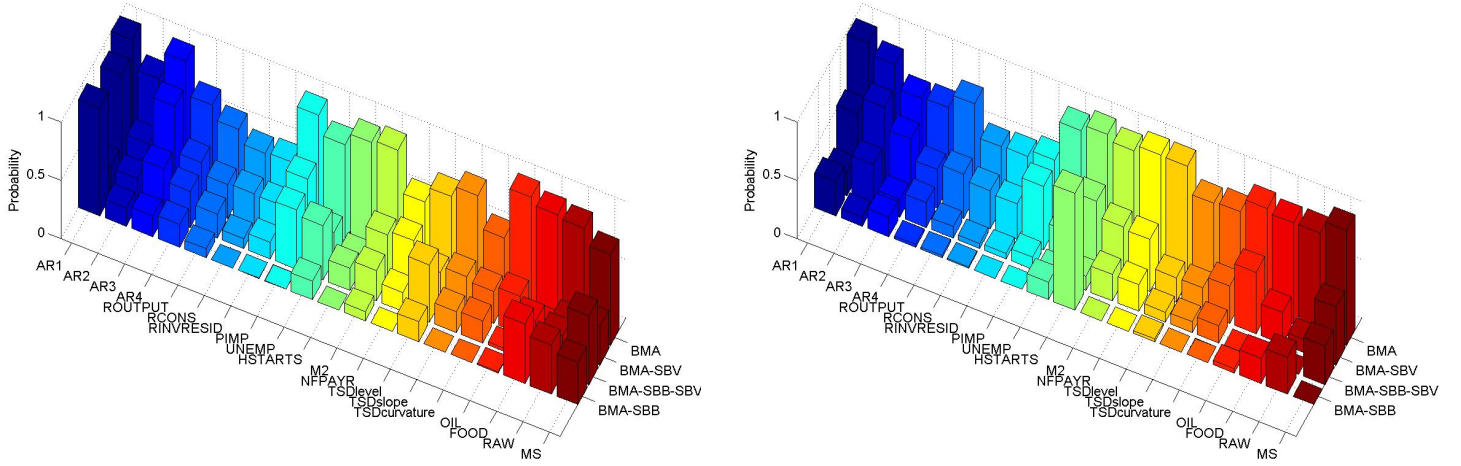 1
0.5
0
Probability
AR1
AR2
AR3
AR4
ROUTPUT
RCONS
RINVRESID
PIMP
UNEMP
HSTARTS
M2
NFPAYR
TSDlevel
TSDslope
TSDcurvature
OIL
FOOD
RAW
MS
BMA
BMA-SBV
BMA-SBB-SBV
BMA-SBB
1
0.5
0
Probability
AR1
AR2
AR3
AR4
ROUTPUT
RCONS
RINVRESID
PIMP
UNEMP
HSTARTS
M2
NFPAYR
TSDlevel
TSDslope
TSDcurvature
OIL
FOOD
RAW
MS
BMA
BMA-SBV
BMA-SBB-SBV
BMA-SBB